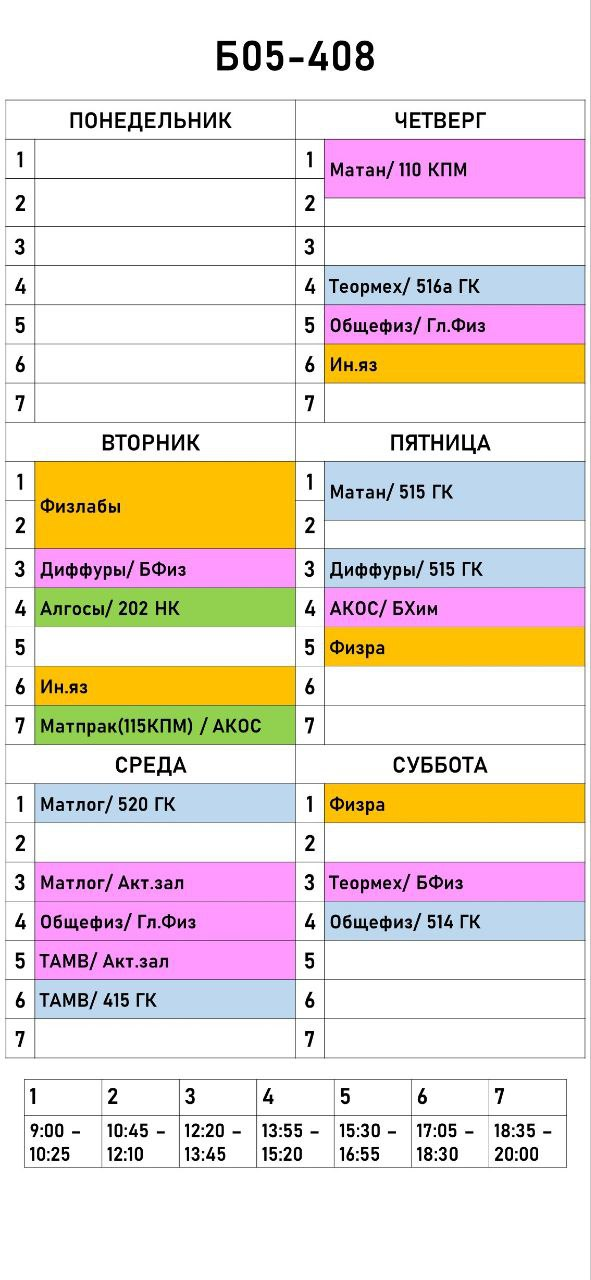 Б05-408
ПОНЕДЕЛЬНИК
1
2
3
4
5
6
7
ЧЕТВЕРГ
1 Матан/ 110 КПМ
2
3
4 Теормех/ 516а ГК
5 Общефиз/ Гл.Физ
6 Ин.яз
7
ВТОРНИК
1
Физлабы
2
3 Диффуры/ БФиз
4 Алгосы/ 202 НК
5
6 Ин.яз
7 Матпрак(115КПМ) / АКОС
ПЯТНИЦА
1 Матан/ 515 ГК
2
3 Диффуры/ 515 ГК
4 АКОС/ БХим
5 Физра
6
7
СРЕДА
1 Матлог/ 520 ГК
2
3 Матлог/ Акт.зал
4 Общефиз/ Гл.Физ
5 ТАМВ/ Акт.зал
6 ТАМВ/ 415 ГК
7
СУББОТА
1 Физра
2
3 Теормех/ БФиз
4 Общефиз/ 514 ГК
5
6
7
1 2 3 4 5 6 7
9:00 – 10:45 – 12:20 – 13:55 – 15:30 – 17:05 – 18:35 –
10:25 12:10 13:45 15:20 16:55 18:30 20:00